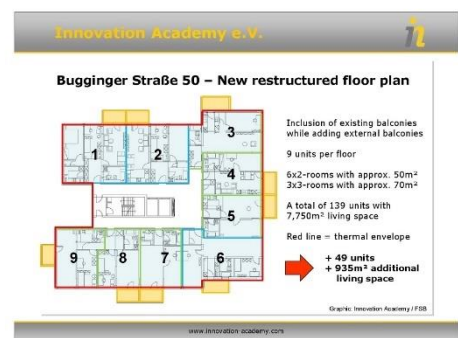 Innovation Academy e.V.
in
Bugginger Straße 50 – New restructured floor plan
Inclusion of existing balconies
while adding external balconies
9 units per floor
6x2-rooms with approx. 50m²
3x3-rooms with approx. 70m²
A total of 139 units with
7,750m² living space
Red line = thermal envelope
+ 49 units
+ 935m² additional
living space
1
2
3
4
5
6
7
8
9
Graphic: Innovation Academy / FSB
www.innovation-academy.com